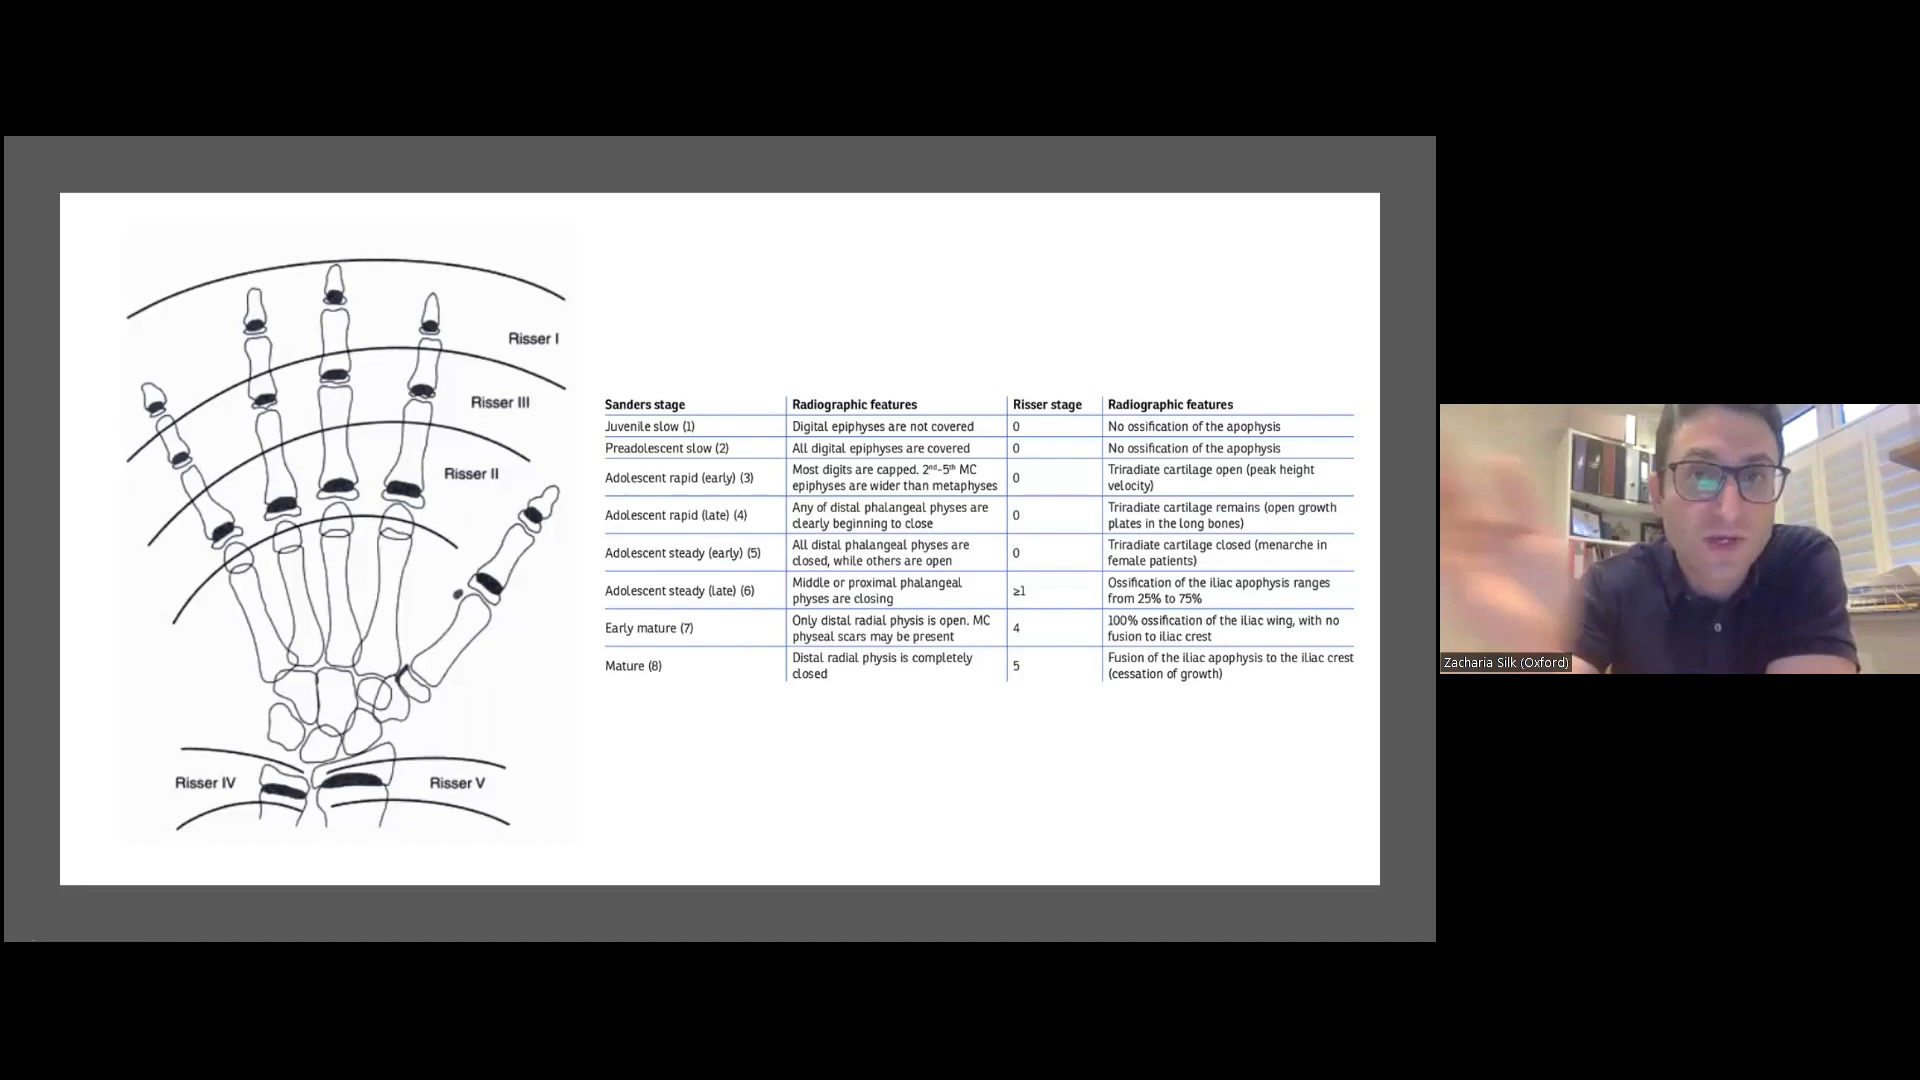 Risser I
Risser III
Risser II
Risser IV
Risser V
Sanders stage Radiographic features Risser stage Radiographic features
Juvenile slow (1) Digital epiphyses are not covered 0 No ossification of the apophysis
Preadolescent slow (2) All digital epiphyses are covered 0 No ossification of the apophysis
Adolescent rapid (early) (3) Most digits are capped. 2nd–5th MC epiphyses are wider than metaphyses 0 Triradiate cartilage open (peak height velocity)
Adolescent rapid (late) (4) Any of distal phalangeal physes are clearly beginning to close 0 Triradiate cartilage remains (open growth plates in the long bones)
Adolescent steady (early) (5) All distal phalangeal physes are closed, while others are open 0 Triradiate cartilage closed (menarche in female patients)
Adolescent steady (late) (6) Middle or proximal phalangeal physes are closing ≥1 Ossification of the iliac apophysis ranges from 25% to 75%
Early mature (7) Only distal radial physis is open. MC physeal scars may be present 4 100% ossification of the iliac wing, with no fusion to iliac crest
Mature (8) Distal radial physis is completely closed 5 Fusion of the iliac apophysis to the iliac crest (cessation of growth)
Zacharia Silk (Oxford)